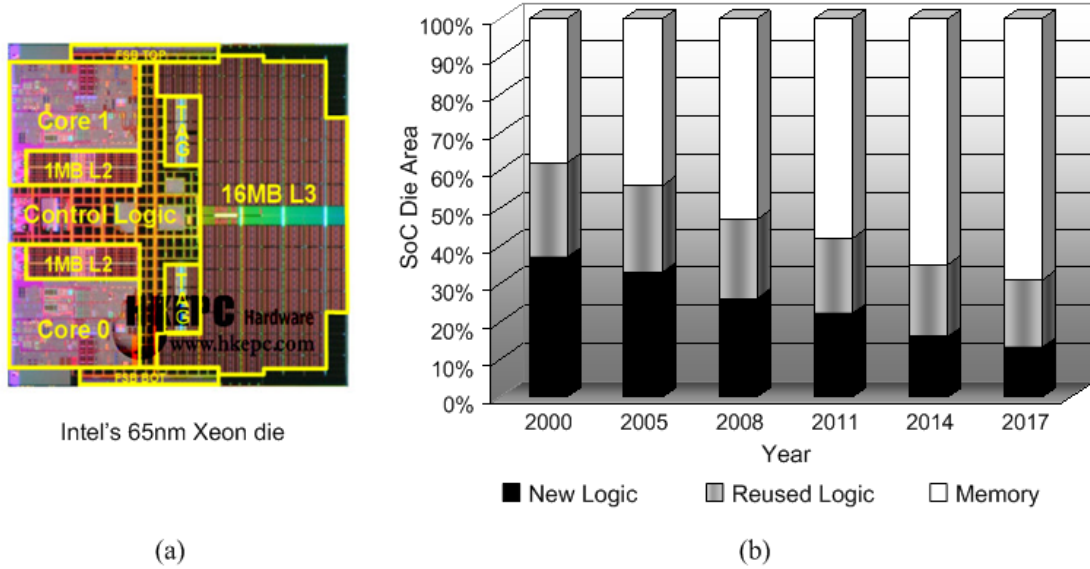 FSB TOP
Core 1
TAG
1MB L2
16MB L3
Control Logic
1MB L2
TAG
HKEPC Hardware
Core 0
www.hkepc.com
FSB BOT
Intel's 65nm Xeon die
(a)
100%
90%
80%
70%
60%
50%
40%
30%
20%
10%
0%
SoC Die Area
2000 2005 2008 2011 2014 2017
Year
New Logic Reused Logic Memory
(b)